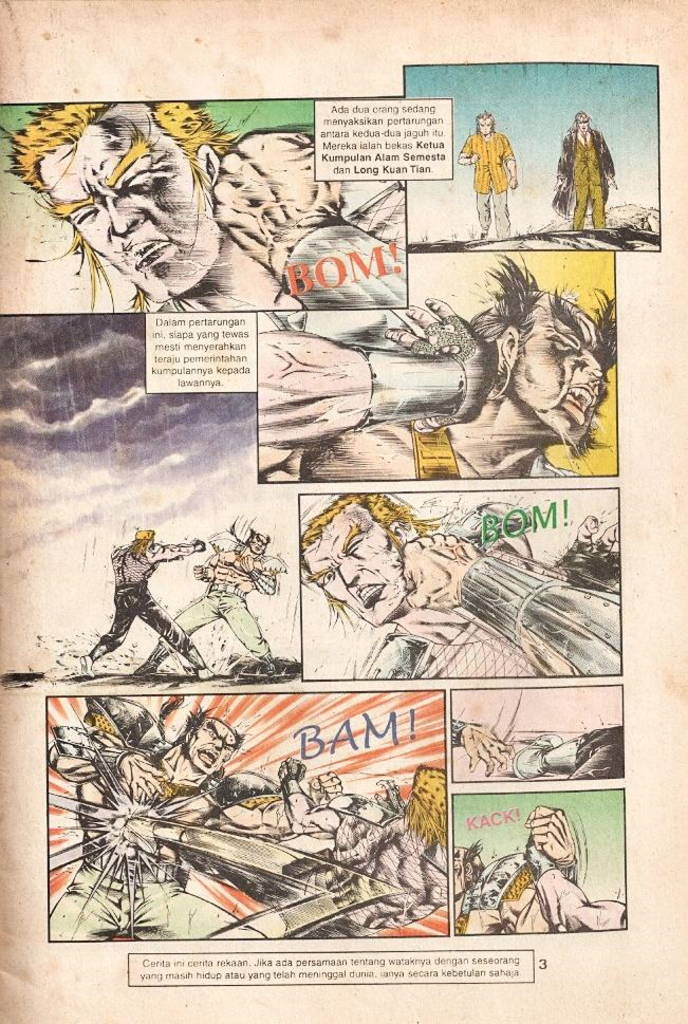 Ada dua orang sedang
menyaksikan pertarungan
antara kedua-dua jaguh itu.
Mereka ialah bekas Ketua
Kumpulan Alam Semesta
dan Long Kuan Tian.
BOM!
Dalam pertarungan
ini, siapa yang tewas
mesti menyerahkan
teraju pemerintahan
kumpulannya kepada
lawannya.
BOM!
BAM!
KACK!
Cerita ini cerita rekaan. Jika ada persamaan tentang wataknya dengan seseorang
yang masih hidup atau yang telah meninggal dunia, ianya secara kebetulan sahaja.
3